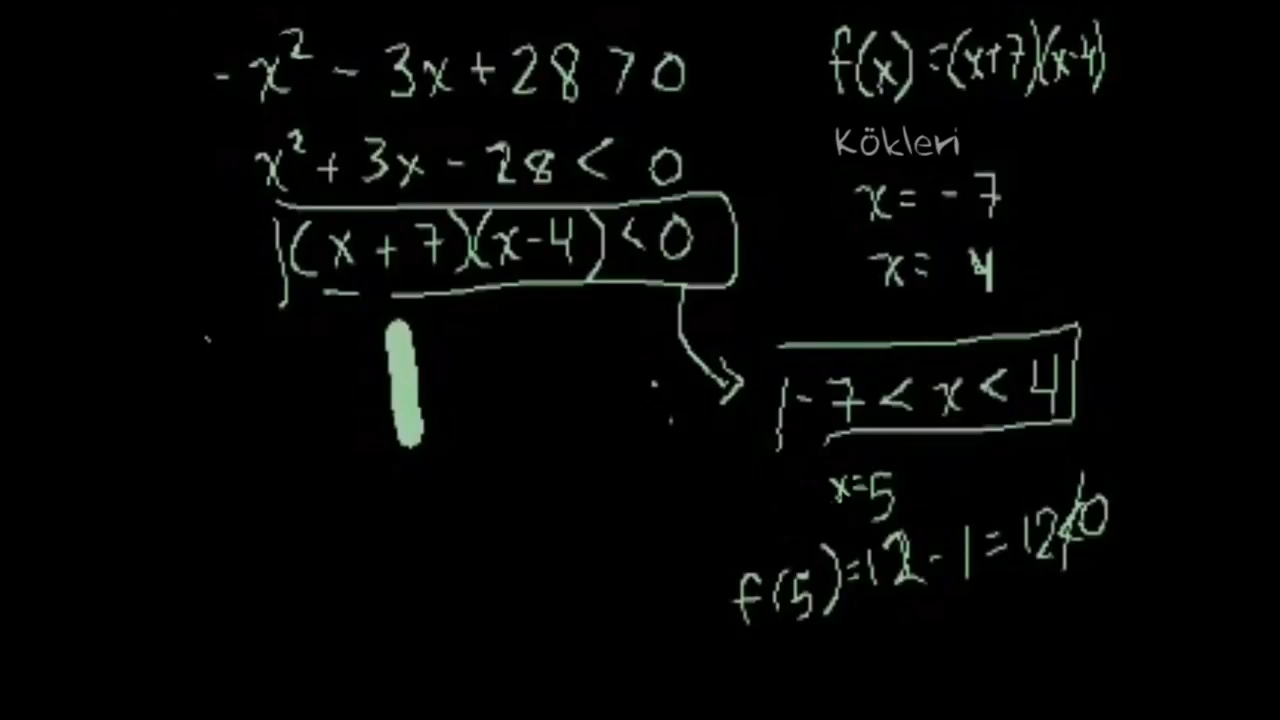 -x² - 3x + 28 > 0
x² + 3x - 28 < 0
(x + 7)(x - 4) < 0
f(x) = (x+7)(x-4)
Kökleri
x = -7
x = 4
-7 < x < 4
x = 5
f(5) = 12 - 1 = 12 ≮ 0